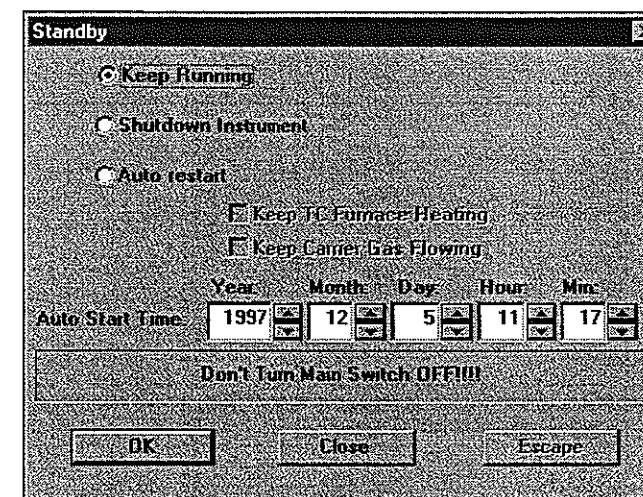 Standby
Keep Running
Shutdown Instrument
Auto restart
Keep TC Furnace Heating
Keep Carrier Gas Flowing
Year: Month: Day: Hour: Min:
Auto Start Time: 1997 12 5 11 17
Don't Turn Main Switch OFF!!!!
OK Close Escape